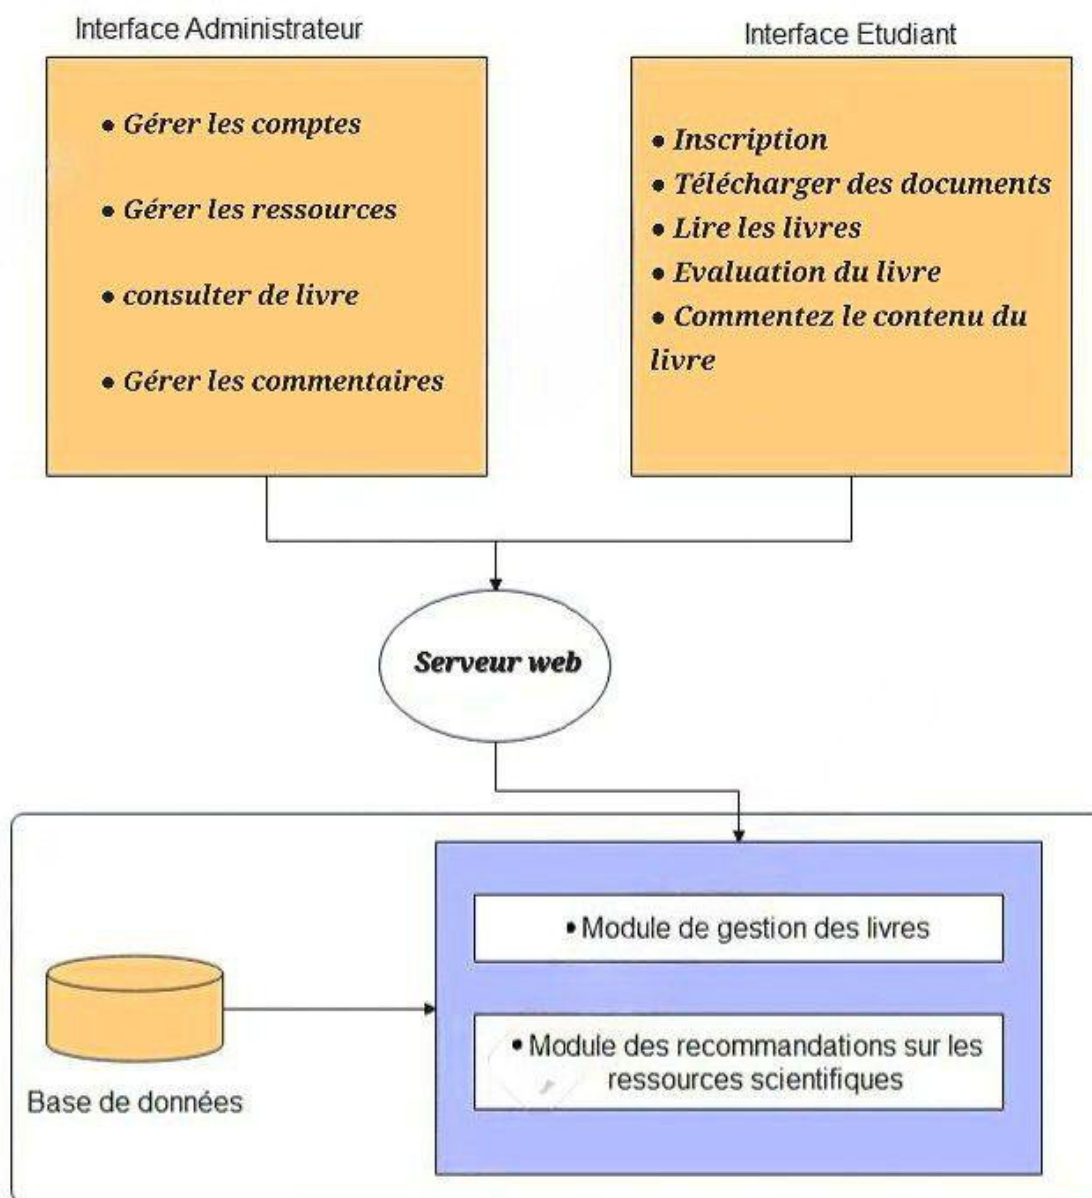 Interface Administrateur
• Gérer les comptes
• Gérer les ressources
• consulter de livre
• Gérer les commentaires
Interface Etudiant
• Inscription
• Télécharger des documents
• Lire les livres
• Evaluation du livre
• Commentez le contenu du
livre
Serveur web
• Module de gestion des livres
• Module des recommandations sur les
ressources scientifiques
Base de données